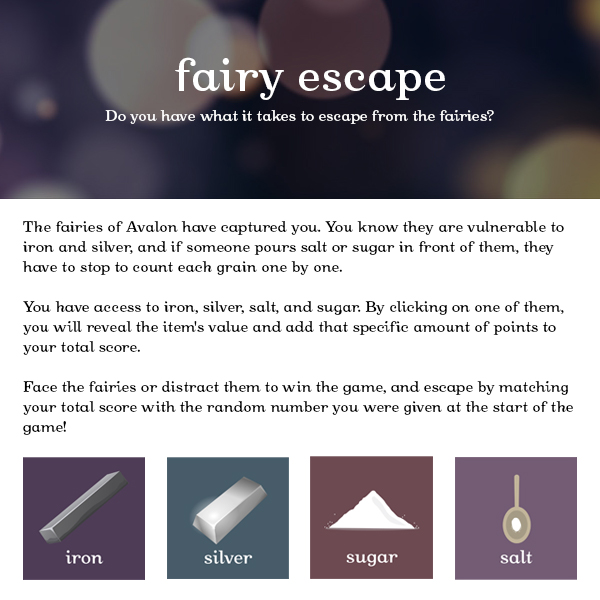 fairy escape
Do you have what it takes to escape from the fairies?
The fairies of Avalon have captured you. You know they are vulnerable to
iron and silver, and if someone pours salt or sugar in front of them, they
have to stop to count each grain one by one.
You have access to iron, silver, salt, and sugar. By clicking on one of them,
you will reveal the item's value and add that specific amount of points to
your total score.
Face the fairies or distract them to win the game, and escape by matching
your total score with the random number you were given at the start of the
game!
iron
silver
sugar
salt